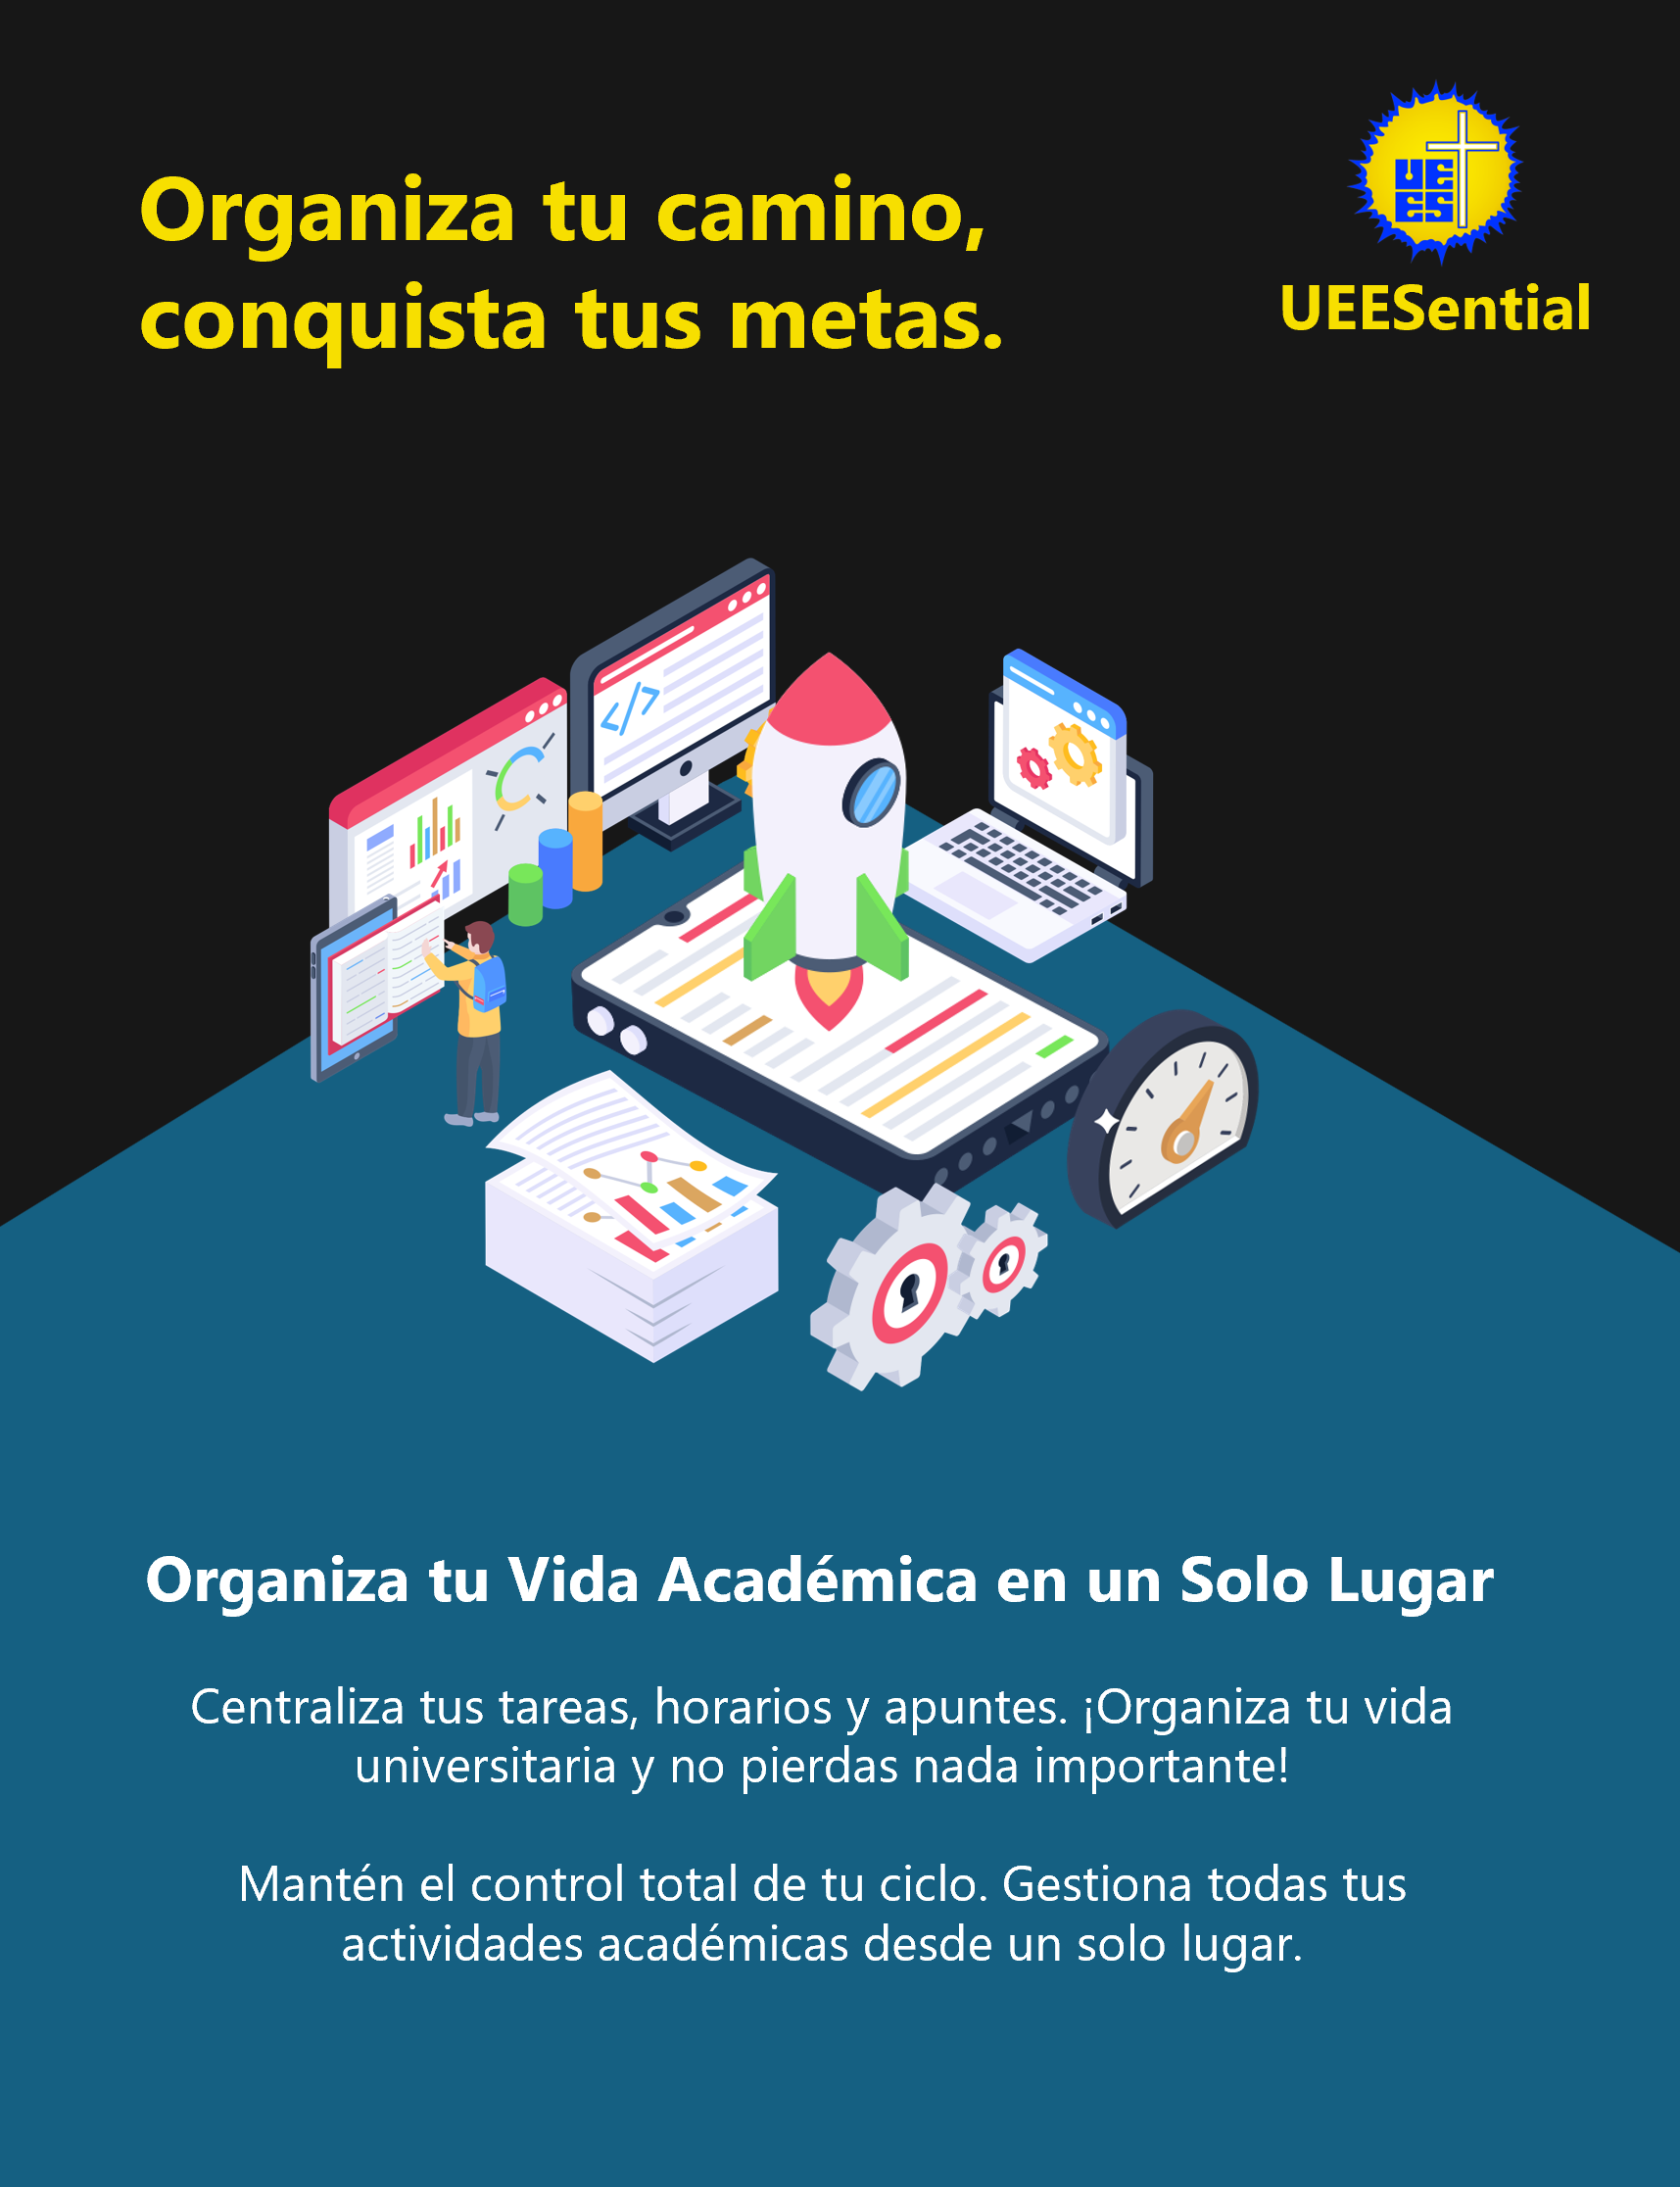 Organiza tu camino,
conquista tus metas.
UE
ES
UEESential
</>
Organiza tu Vida Académica en un Solo Lugar
Centraliza tus tareas, horarios y apuntes. ¡Organiza tu vida
universitaria y no pierdas nada importante!
Mantén el control total de tu ciclo. Gestiona todas tus
actividades académicas desde un solo lugar.